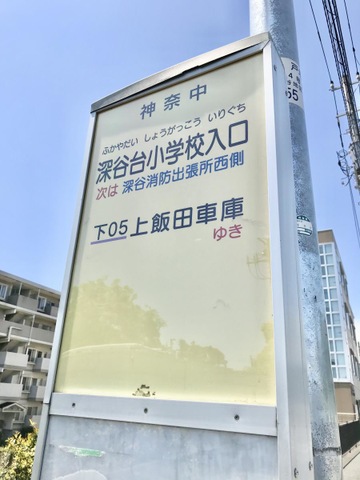 神奈中
ふかやだい しょうがっこう いりぐち
深谷台小学校入口
次は 深谷消防出張所西側
下05上飯田車庫
ゆき